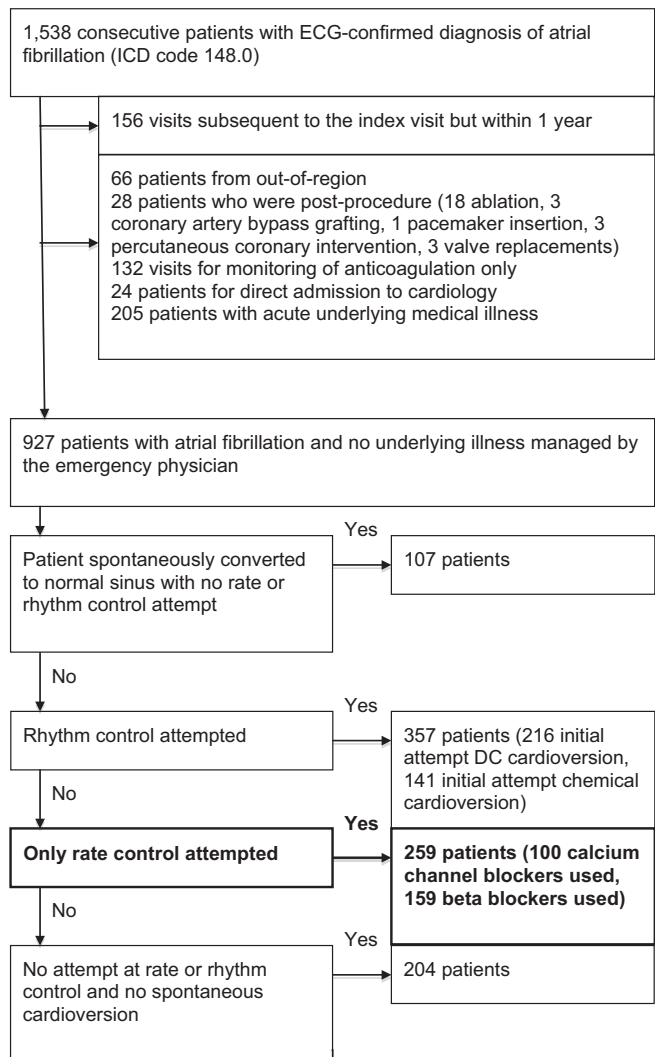 1,538 consecutive patients with ECG-confirmed diagnosis of atrial
fibrillation (ICD code 148.0)
156 visits subsequent to the index visit but within 1 year
66 patients from out-of-region
28 patients who were post-procedure (18 ablation, 3
coronary artery bypass grafting, 1 pacemaker insertion, 3
percutaneous coronary intervention, 3 valve replacements)
132 visits for monitoring of anticoagulation only
24 patients for direct admission to cardiology
205 patients with acute underlying medical illness
927 patients with atrial fibrillation and no underlying illness managed by
the emergency physician
Yes
Patient spontaneously converted
to normal sinus with no rate or
rhythm control attempt
107 patients
No
Yes
Rhythm control attempted
357 patients (216 initial
attempt DC cardioversion,
141 initial attempt chemical
cardioversion)
No
Yes
Only rate control attempted
259 patients (100 calcium
channel blockers used,
159 beta blockers used)
No
Yes
No attempt at rate or rhythm
control and no spontaneous
cardioversion
204 patients